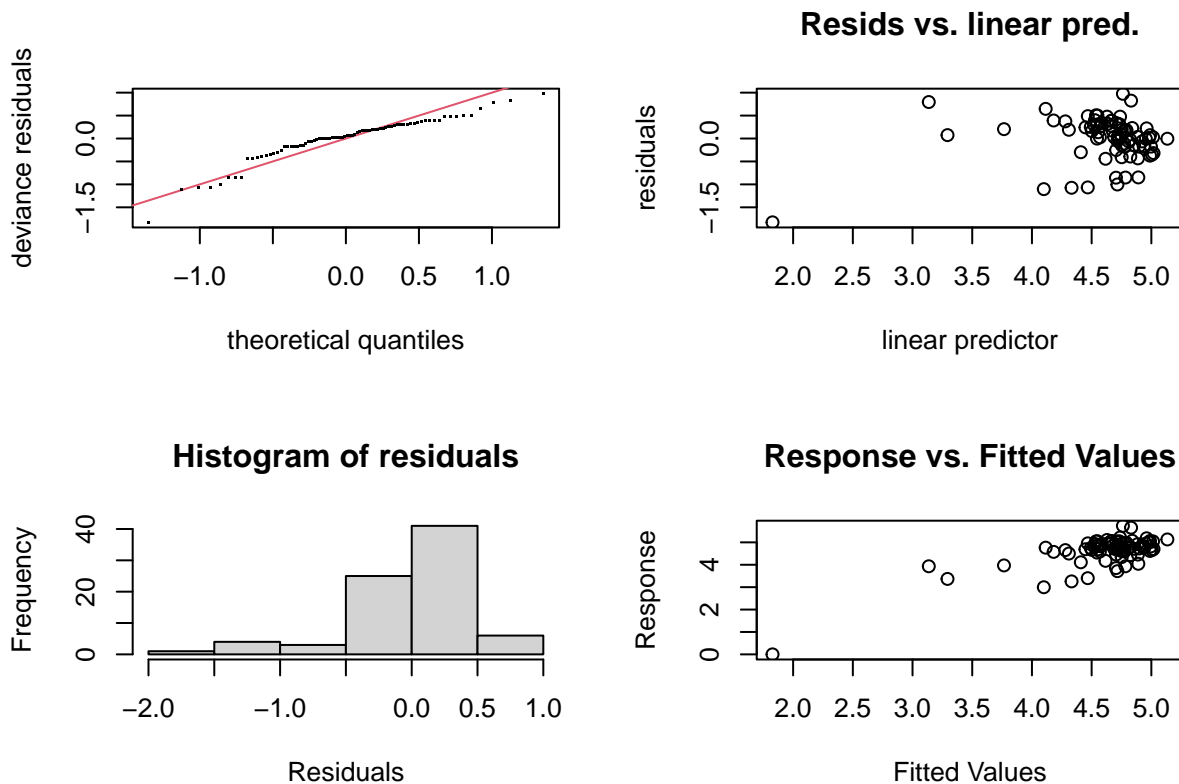 deviance residuals
0.0
−1.5
−1.0
0.0
0.5
1.0
theoretical quantiles
Resids vs. linear pred.
residuals
0.0
−1.5
2.0 2.5 3.0 3.5 4.0 4.5 5.0
linear predictor
Histogram of residuals
Frequency
40
20
0
−2.0 −1.0 0.0 1.0
Residuals
Response vs. Fitted Values
Response
4
2
0
2.0 2.5 3.0 3.5 4.0 4.5 5.0
Fitted Values